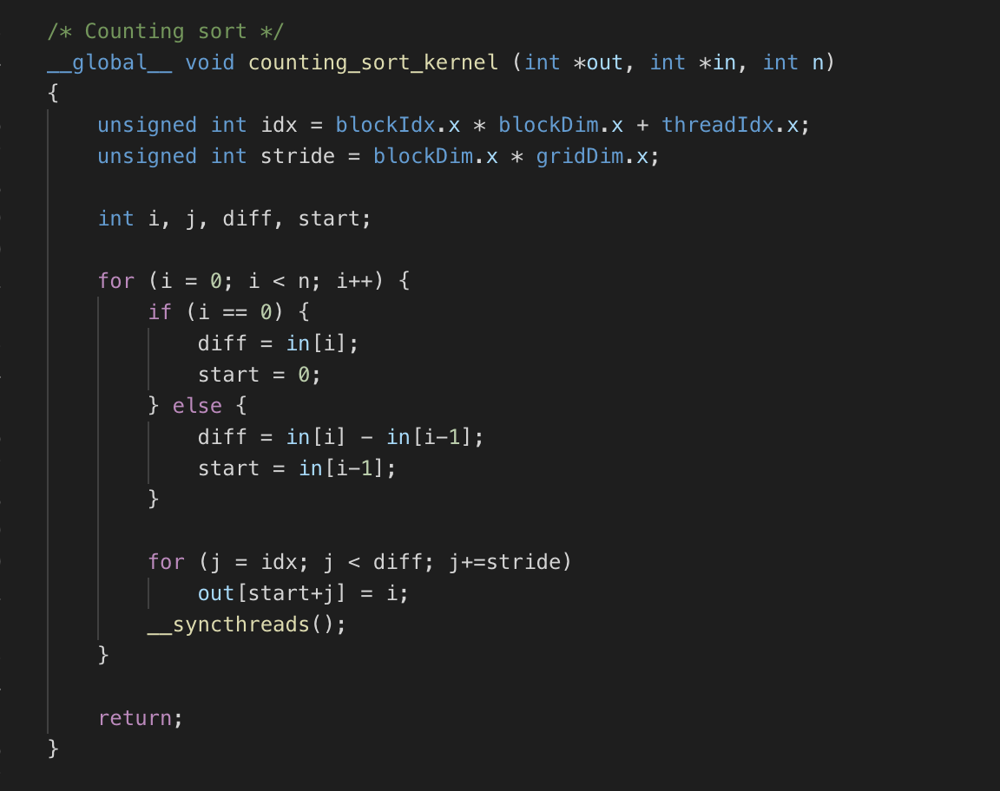 /* Counting sort */
__global__ void counting_sort_kernel (int *out, int *in, int n)
{
    unsigned int idx = blockIdx.x * blockDim.x + threadIdx.x;
    unsigned int stride = blockDim.x * gridDim.x;

    int i, j, diff, start;

    for (i = 0; i < n; i++) {
        if (i == 0) {
            diff = in[i];
            start = 0;
        } else {
            diff = in[i] - in[i-1];
            start = in[i-1];
        }

        for (j = idx; j < diff; j+=stride)
            out[start+j] = i;
        __syncthreads();
    }

    return;
}